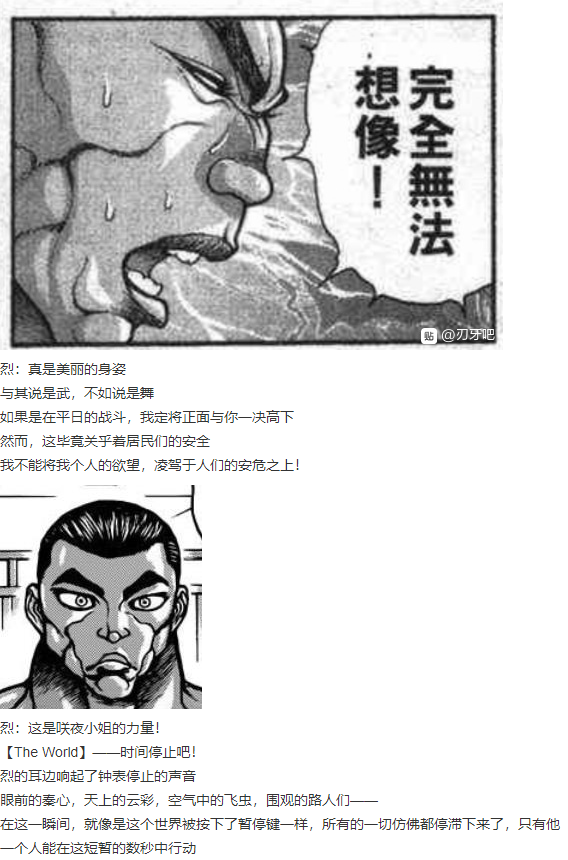 完全無法
想像！
贴 @刃牙吧
烈：真是美丽的身姿
与其说是武，不如说是舞
如果是在平日的战斗，我定将正面与你一决高下
然而，这毕竟关乎着居民们的安全
我不能将我个人的欲望，凌驾于人们的安危之上！
烈：这是咲夜小姐的力量！
【The World】——时间停止吧！
烈的耳边响起了钟表停止的声音
眼前的秦心，天上的云彩，空气中的飞虫，围观的路人们——
在这一瞬间，就像是这个世界被按下了暂停键一样，所有的一切仿佛都停滞下来了，只有他
一个人能在这短暂的数秒中行动